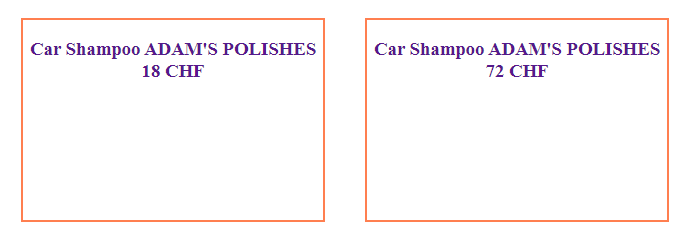 Car Shampoo ADAM'S POLISHES
18 CHF
Car Shampoo ADAM'S POLISHES
72 CHF